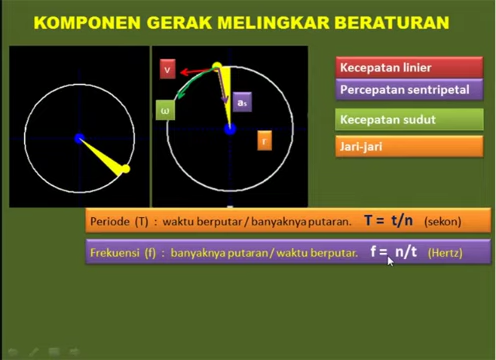 KOMPONEN GERAK MELINGKAR BERATURAN
v
ω
as
r
Kecepatan linier
Percepatan sentripetal
Kecepatan sudut
Jari-jari
Periode (T) : waktu berputar / banyaknya putaran. T = t/n (sekon)
Frekuensi (f) : banyaknya putaran / waktu berputar. f = n/t (Hertz)